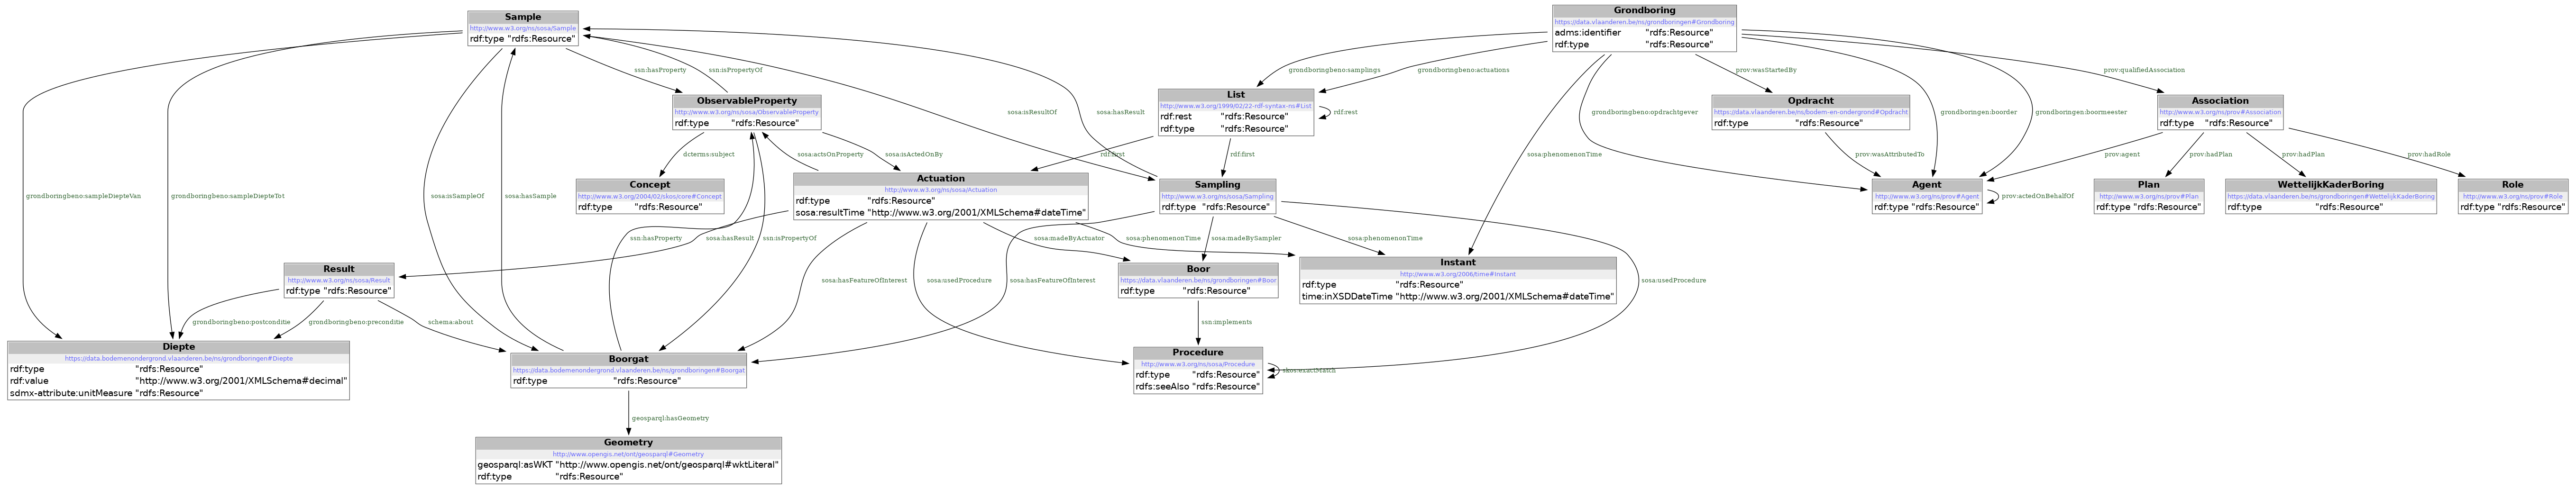 Sample
http://www.w3.org/ns/sosa/Sample
rdf:type "rdfs:Resource"
Grondboring
https://data.vlaanderen.be/ns/grondboringen#Grondboring
adms:identifier "rdfs:Resource"
rdf:type "rdfs:Resource"
ssn:hasProperty
ssn:isPropertyOf
grondboringbeno:samplings
grondboringbeno:actuations
prov:wasStartedBy
prov:qualifiedAssociation
ObservableProperty
http://www.w3.org/ns/sosa/ObservableProperty
rdf:type "rdfs:Resource"
sosa:isResultOf
sosa:hasResult
List
http://www.w3.org/1999/02/22-rdf-syntax-ns#List
rdf:rest "rdfs:Resource"
rdf:type "rdfs:Resource"
rdf:rest
grondboringbeno:opdrachtgever
Opdracht
https://data.vlaanderen.be/ns/bodem-en-ondergrond#Opdracht
rdf:type "rdfs:Resource"
grondboringen:boorder
grondboringen:boormeester
Association
http://www.w3.org/ns/prov#Association
rdf:type "rdfs:Resource"
dcterms:subject
sosa:isActedOnBy
sosa:actsOnProperty
rdf:first
rdf:first
sosa:phenomenonTime
prov:wasAttributedTo
prov:agent
prov:hadPlan
prov:hadPlan
prov:hadRole
grondboringbeno:sampleDiepteVan
grondboringbeno:sampleDiepteTot
sosa:isSampleOf
sosa:hasSample
Concept
http://www.w3.org/2004/02/skos/core#Concept
rdf:type "rdfs:Resource"
Actuation
http://www.w3.org/ns/sosa/Actuation
rdf:type "rdfs:Resource"
sosa:resultTime "http://www.w3.org/2001/XMLSchema#dateTime"
Sampling
http://www.w3.org/ns/sosa/Sampling
rdf:type "rdfs:Resource"
Agent
http://www.w3.org/ns/prov#Agent
rdf:type "rdfs:Resource"
prov:actedOnBehalfOf
Plan
http://www.w3.org/ns/prov#Plan
rdf:type "rdfs:Resource"
WettelijkKaderBoring
https://data.vlaanderen.be/ns/grondboringen#WettelijkKaderBoring
rdf:type "rdfs:Resource"
Role
http://www.w3.org/ns/prov#Role
rdf:type "rdfs:Resource"
ssn:hasProperty
sosa:hasResult
ssn:isPropertyOf
sosa:madeByActuator
sosa:phenomenonTime
sosa:madeBySampler
sosa:phenomenonTime
Result
http://www.w3.org/ns/sosa/Result
rdf:type "rdfs:Resource"
sosa:hasFeatureOfInterest
sosa:usedProcedure
sosa:hasFeatureOfInterest
Boor
https://data.vlaanderen.be/ns/grondboringen#Boor
rdf:type "rdfs:Resource"
Instant
http://www.w3.org/2006/time#Instant
rdf:type "rdfs:Resource"
time:inXSDDateTime "http://www.w3.org/2001/XMLSchema#dateTime"
sosa:usedProcedure
grondboringbeno:postconditie
grondboringbeno:preconditie
schema:about
ssn:implements
Diepte
https://data.bodemenondergrond.vlaanderen.be/ns/grondboringen#Diepte
rdf:type "rdfs:Resource"
rdf:value "http://www.w3.org/2001/XMLSchema#decimal"
sdmx-attribute:unitMeasure "rdfs:Resource"
Boorgat
https://data.bodemenondergrond.vlaanderen.be/ns/grondboringen#Boorgat
rdf:type "rdfs:Resource"
Procedure
http://www.w3.org/ns/sosa/Procedure
rdf:type "rdfs:Resource"
rdfs:seeAlso "rdfs:Resource"
skos:exactMatch
geosparql:hasGeometry
Geometry
http://www.opengis.net/ont/geosparql#Geometry
geosparql:asWKT "http://www.opengis.net/ont/geosparql#wktLiteral"
rdf:type "rdfs:Resource"